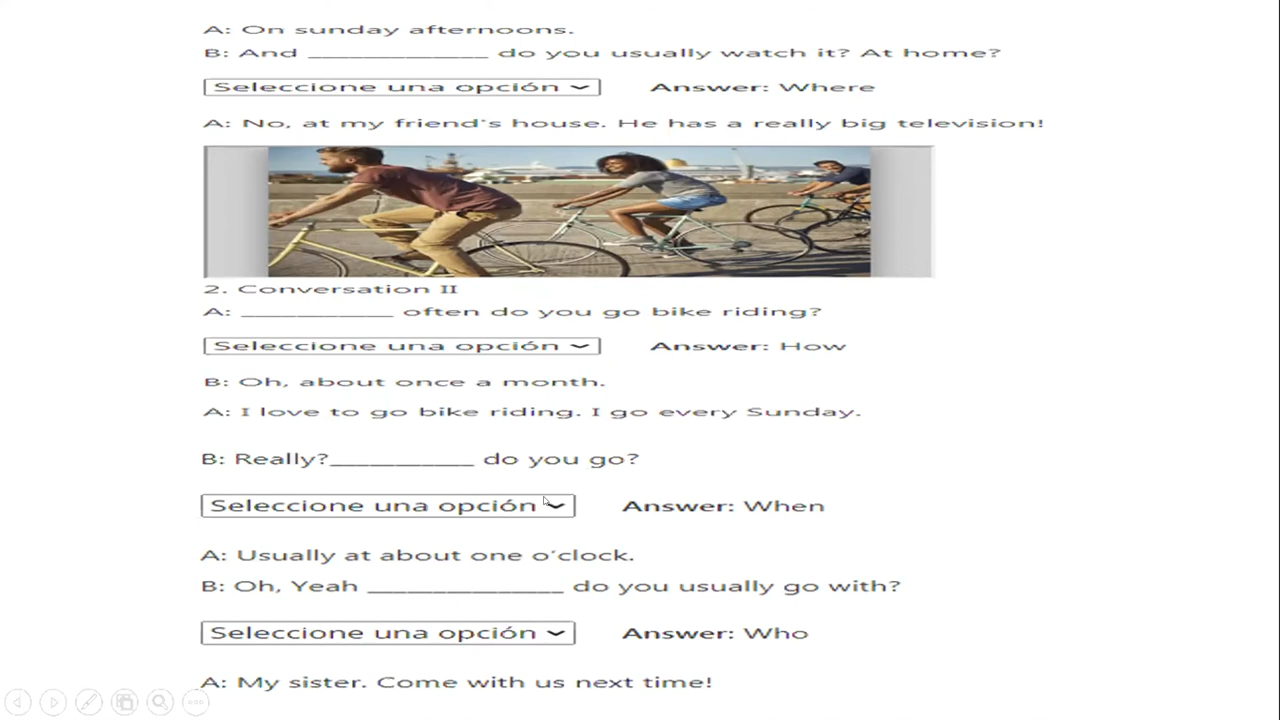 A: On sunday afternoons.
B: And ______________ do you usually watch it? At home?
Seleccione una opción Answer: Where
A: No, at my friend's house. He has a really big television!
2. Conversation II
A: ____________ often do you go bike riding?
Seleccione una opción Answer: How
B: Oh, about once a month.
A: I love to go bike riding. I go every Sunday.
B: Really?___________ do you go?
Seleccione una opción Answer: When
A: Usually at about one o´clock.
B: Oh, Yeah _______________ do you usually go with?
Seleccione una opción Answer: Who
A: My sister. Come with us next time!